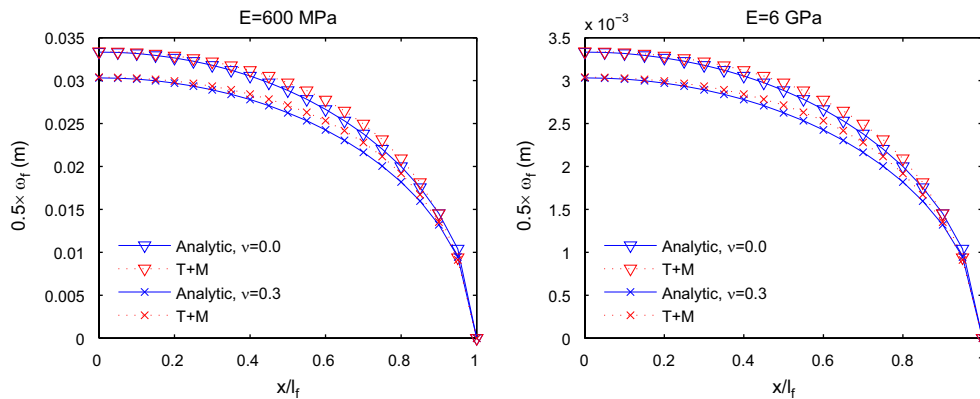 E=600 MPa
0.035
0.03
0.025
0.02
0.015
0.01
0.005
0
0.5× ω_f (m)
Analytic, ν=0.0
T+M
Analytic, ν=0.3
T+M
0 0.2 0.4 0.6 0.8 1
x/l_f
E=6 GPa
x 10⁻³
3.5
3
2.5
2
1.5
1
0.5
0
0.5× ω_f (m)
Analytic, ν=0.0
T+M
Analytic, ν=0.3
T+M
0 0.2 0.4 0.6 0.8 1
x/l_f